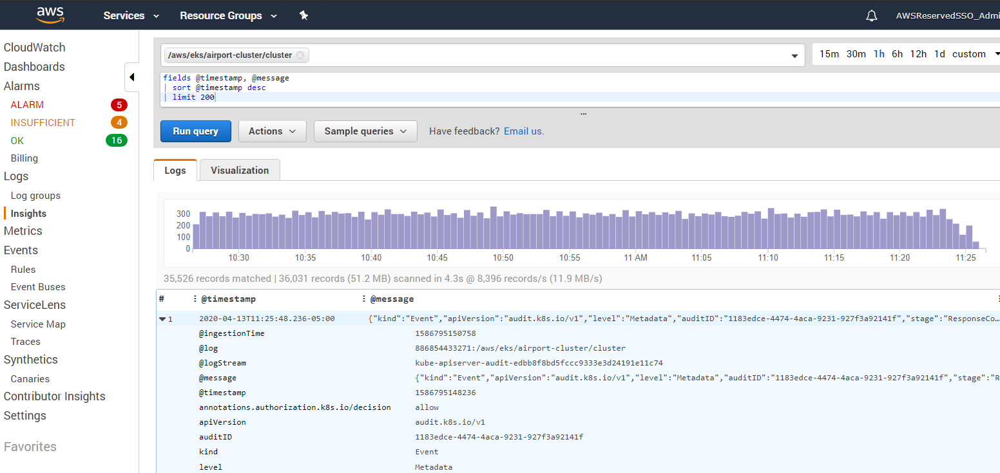 aws Services Resource Groups AWSReservedSSO_Admi
CloudWatch
Dashboards
Alarms
ALARM 5
INSUFFICIENT 4
OK 16
Billing
Logs
Log groups
Insights
Metrics
Events
Rules
Event Buses
ServiceLens
Service Map
Traces
Synthetics
Canaries
Contributor Insights
Settings
Favorites
/aws/eks/airport-cluster/cluster
15m 30m 1h 6h 12h 1d custom
fields @timestamp, @message
| sort @timestamp desc
| limit 200
...
Run query Actions Sample queries Have feedback? Email us.
Logs Visualization
300
200
100
0
10:30 10:35 10:40 10:45 10:50 10:55 11 AM 11:05 11:10 11:15 11:20 11:25
35,526 records matched | 36,031 records (51.2 MB) scanned in 4.3s @ 8,396 records/s (11.9 MB/s)
# @timestamp @message
1 2020-04-13T11:25:48.236-05:00 {"kind":"Event","apiVersion":"audit.k8s.io/v1","level":"Metadata","auditID":"1183edce-4474-4aca-9231-927f3a92141f","stage":"ResponseCo...
@ingestionTime 1586795150758
@log 886854433271:/aws/eks/airport-cluster/cluster
@logStream kube-apiserver-audit-edbb8f8bd5fccc9333e3d24191e11c74
@message {"kind":"Event","apiVersion":"audit.k8s.io/v1","level":"Metadata","auditID":"1183edce-4474-4aca-9231-927f3a92141f","stage":"R
@timestamp 1586795148236
annotations.authorization.k8s.io/decision allow
apiVersion audit.k8s.io/v1
auditID 1183edce-4474-4aca-9231-927f3a92141f
kind Event
level Metadata